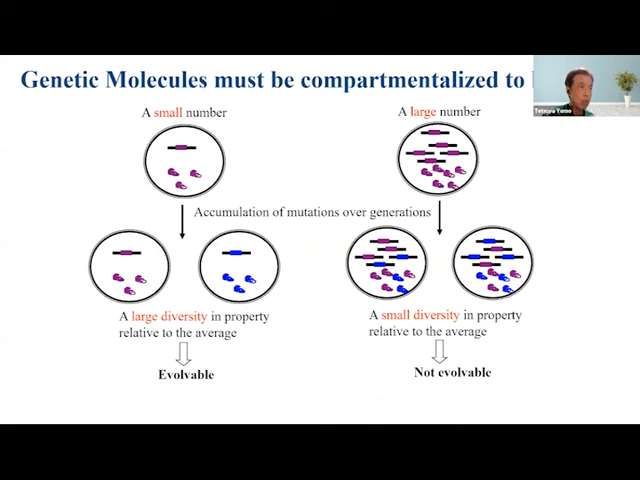 Genetic Molecules must be compartmentalized to
Tetsuya Yomo
A small number
A large number
Accumulation of mutations over generations
A large diversity in property
relative to the average
A small diversity in property
relative to the average
Evolvable
Not evolvable